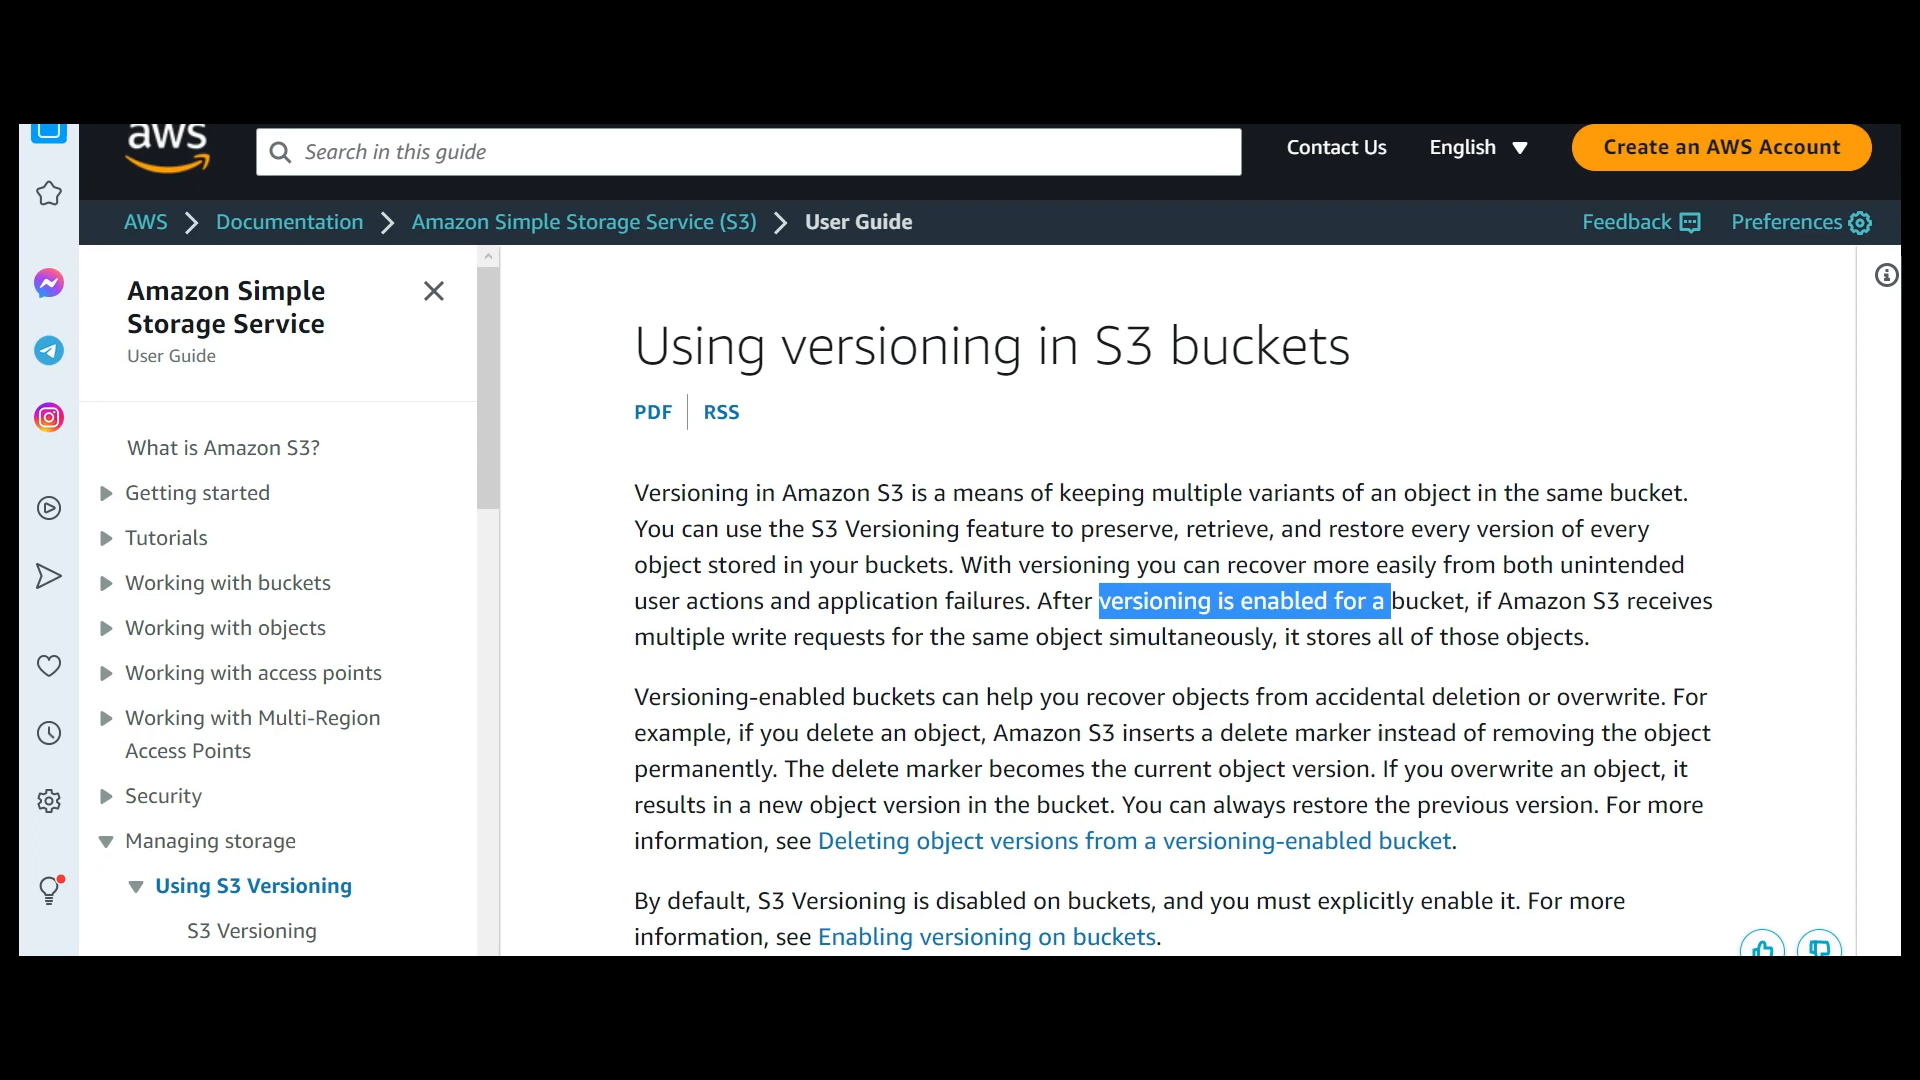 aws
Search in this guide
Contact Us
English
Create an AWS Account
AWS
Documentation
Amazon Simple Storage Service (S3)
User Guide
Feedback
Preferences
Amazon Simple
Storage Service
User Guide
What is Amazon S3?
Getting started
Tutorials
Working with buckets
Working with objects
Working with access points
Working with Multi-Region
Access Points
Security
Managing storage
Using S3 Versioning
S3 Versioning
Using versioning in S3 buckets
PDF
RSS
Versioning in Amazon S3 is a means of keeping multiple variants of an object in the same bucket.
You can use the S3 Versioning feature to preserve, retrieve, and restore every version of every
object stored in your buckets. With versioning you can recover more easily from both unintended
user actions and application failures. After versioning is enabled for a bucket, if Amazon S3 receives
multiple write requests for the same object simultaneously, it stores all of those objects.
Versioning-enabled buckets can help you recover objects from accidental deletion or overwrite. For
example, if you delete an object, Amazon S3 inserts a delete marker instead of removing the object
permanently. The delete marker becomes the current object version. If you overwrite an object, it
results in a new object version in the bucket. You can always restore the previous version. For more
information, see Deleting object versions from a versioning-enabled bucket.
By default, S3 Versioning is disabled on buckets, and you must explicitly enable it. For more
information, see Enabling versioning on buckets.